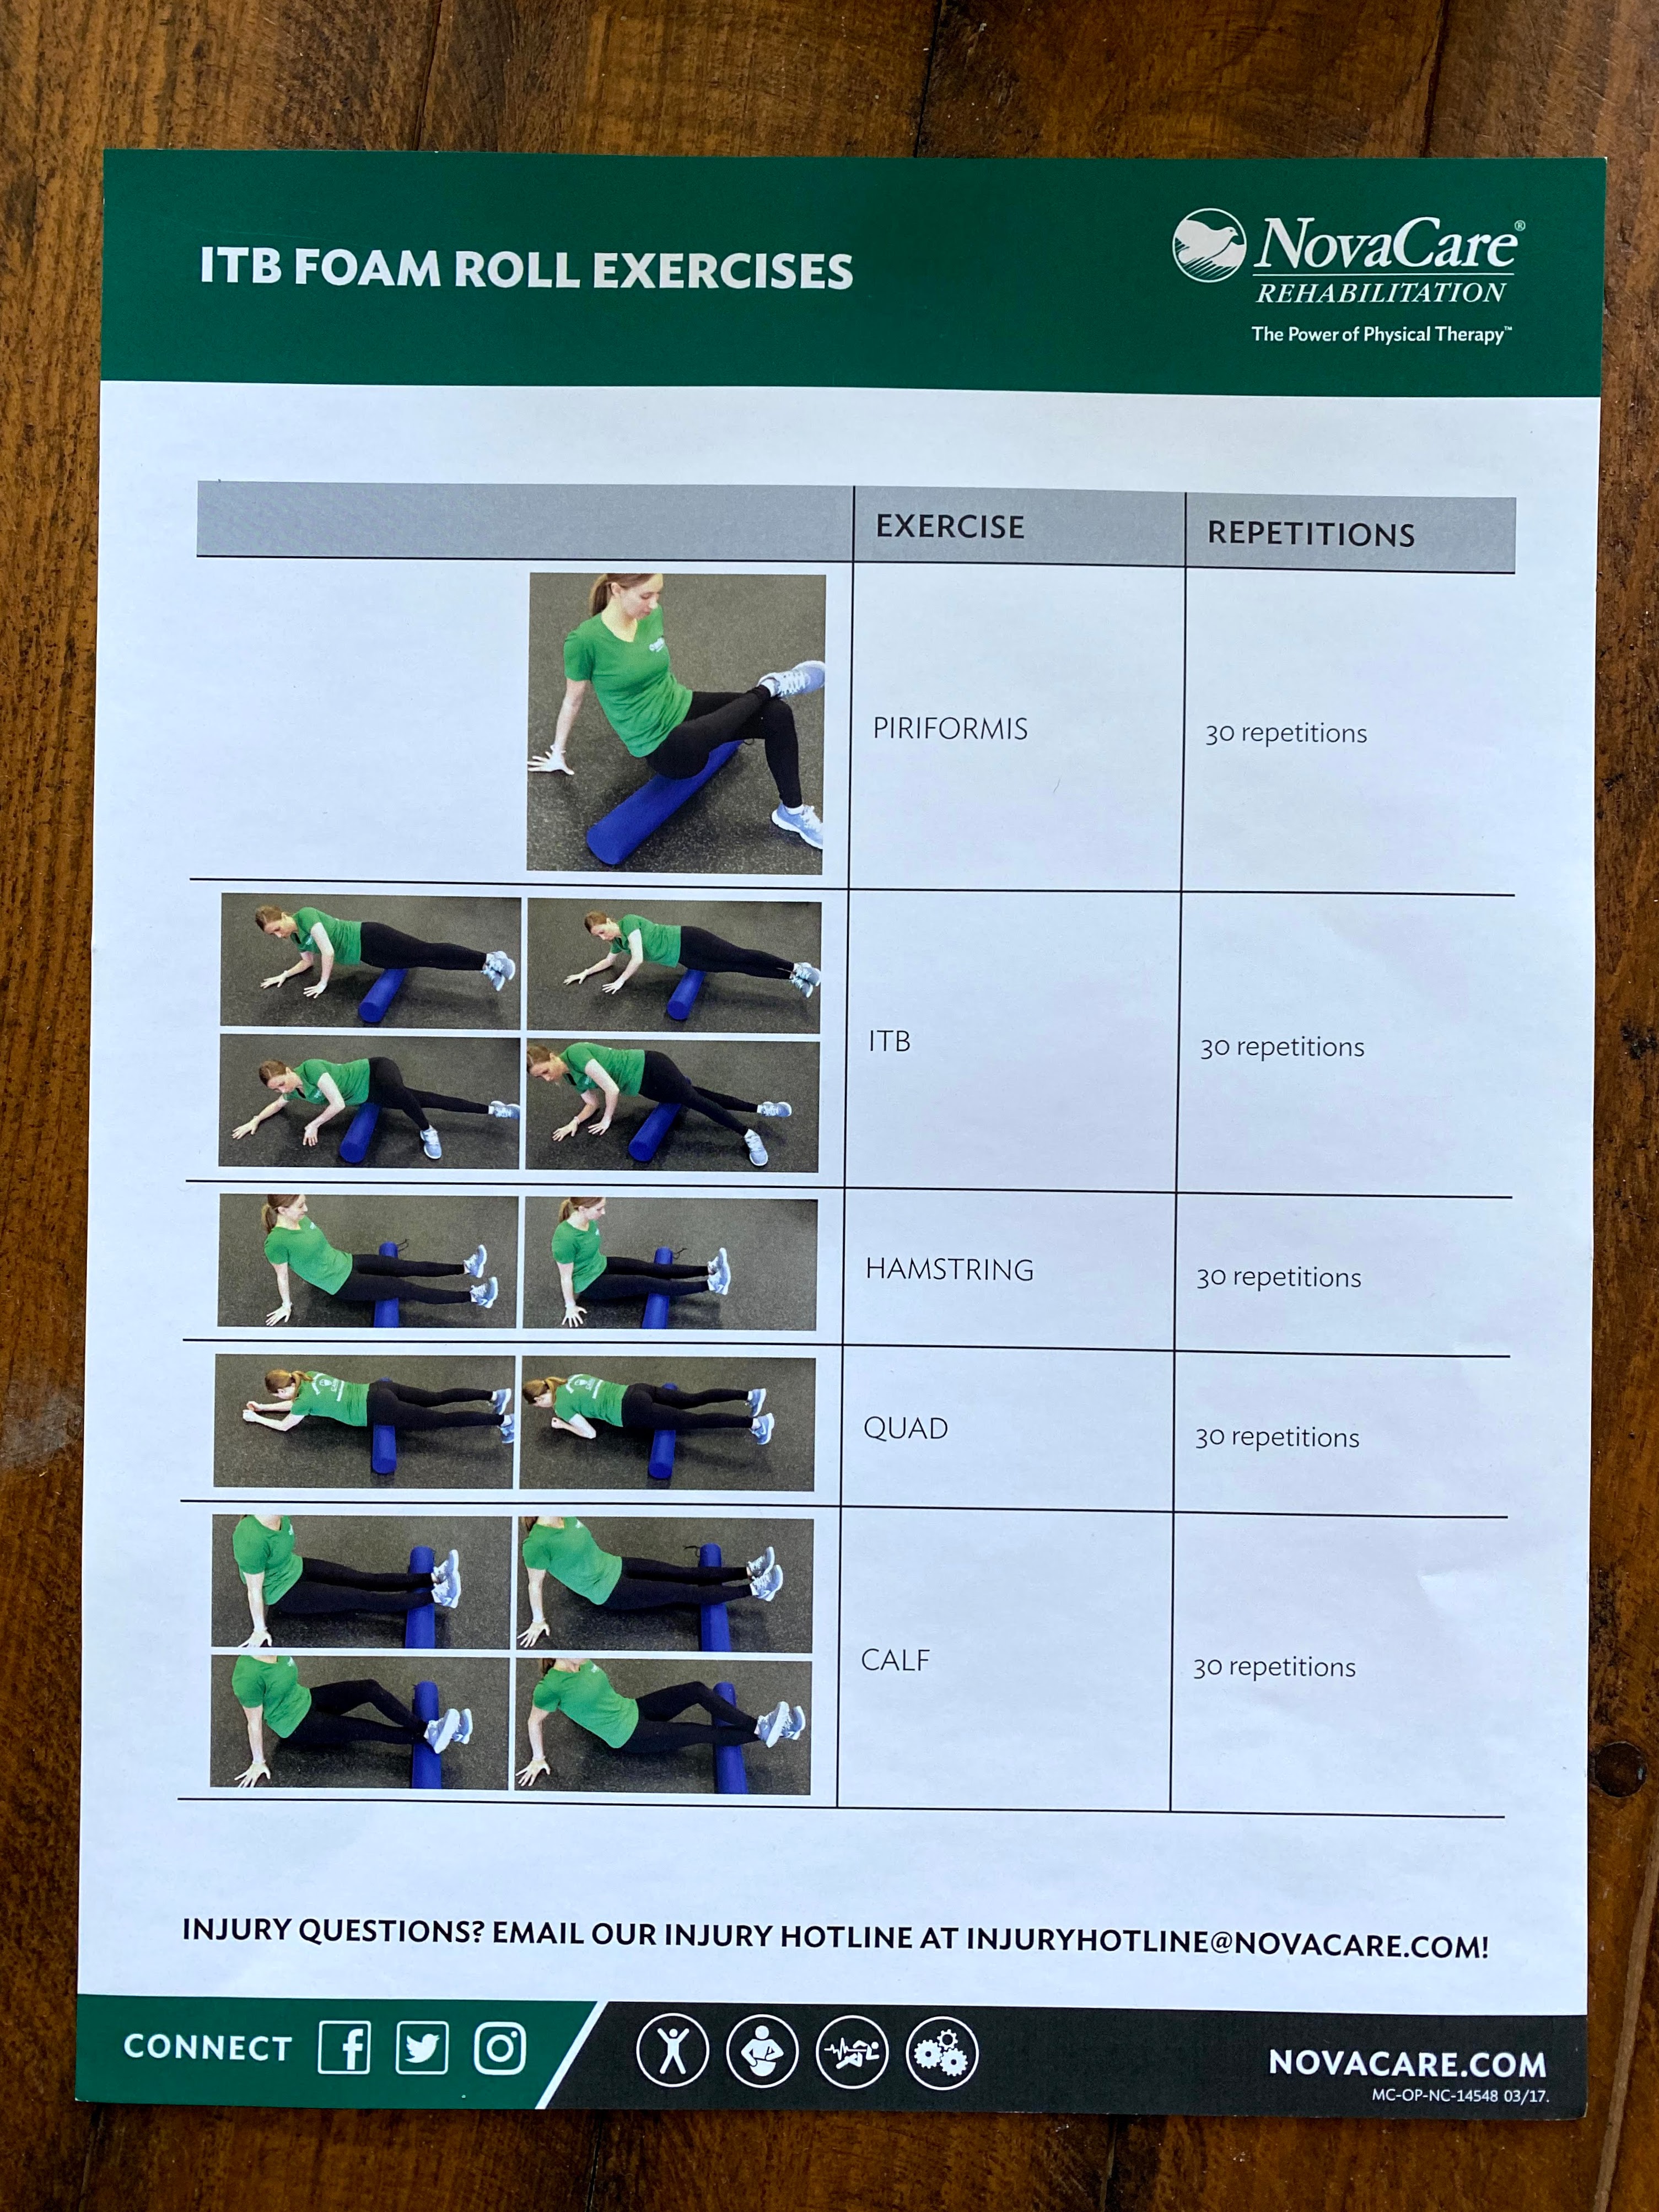 ITB FOAM ROLL EXERCISES
NovaCare®
REHABILITATION
The Power of Physical Therapy™
EXERCISE REPETITIONS
PIRIFORMIS 30 repetitions
ITB 30 repetitions
HAMSTRING 30 repetitions
QUAD 30 repetitions
CALF 30 repetitions
INJURY QUESTIONS? EMAIL OUR INJURY HOTLINE AT INJURYHOTLINE@NOVACARE.COM!
CONNECT
NOVACARE.COM
MC-OP-NC-14548 03/17.